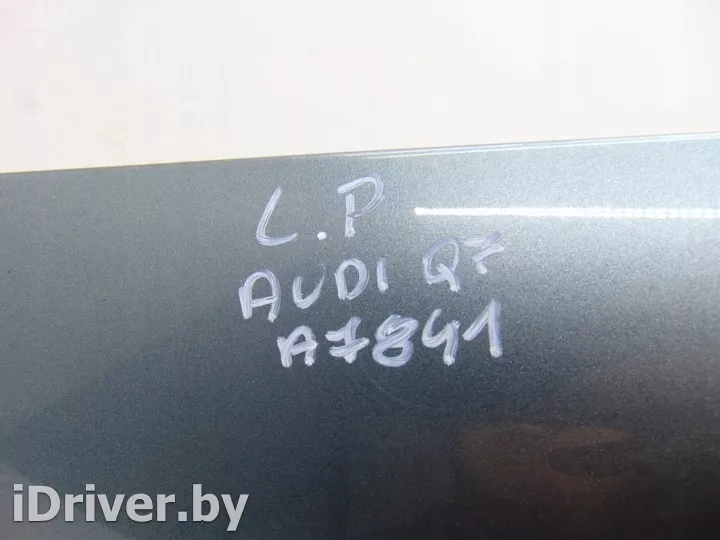 L.P
AUDI Q7
A7841
iDriver.by